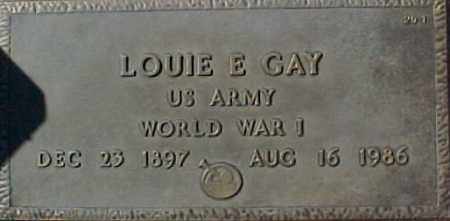 LOUIE E GAY
US ARMY
WORLD WAR I
DEC 23 1897 AUG 16 1986